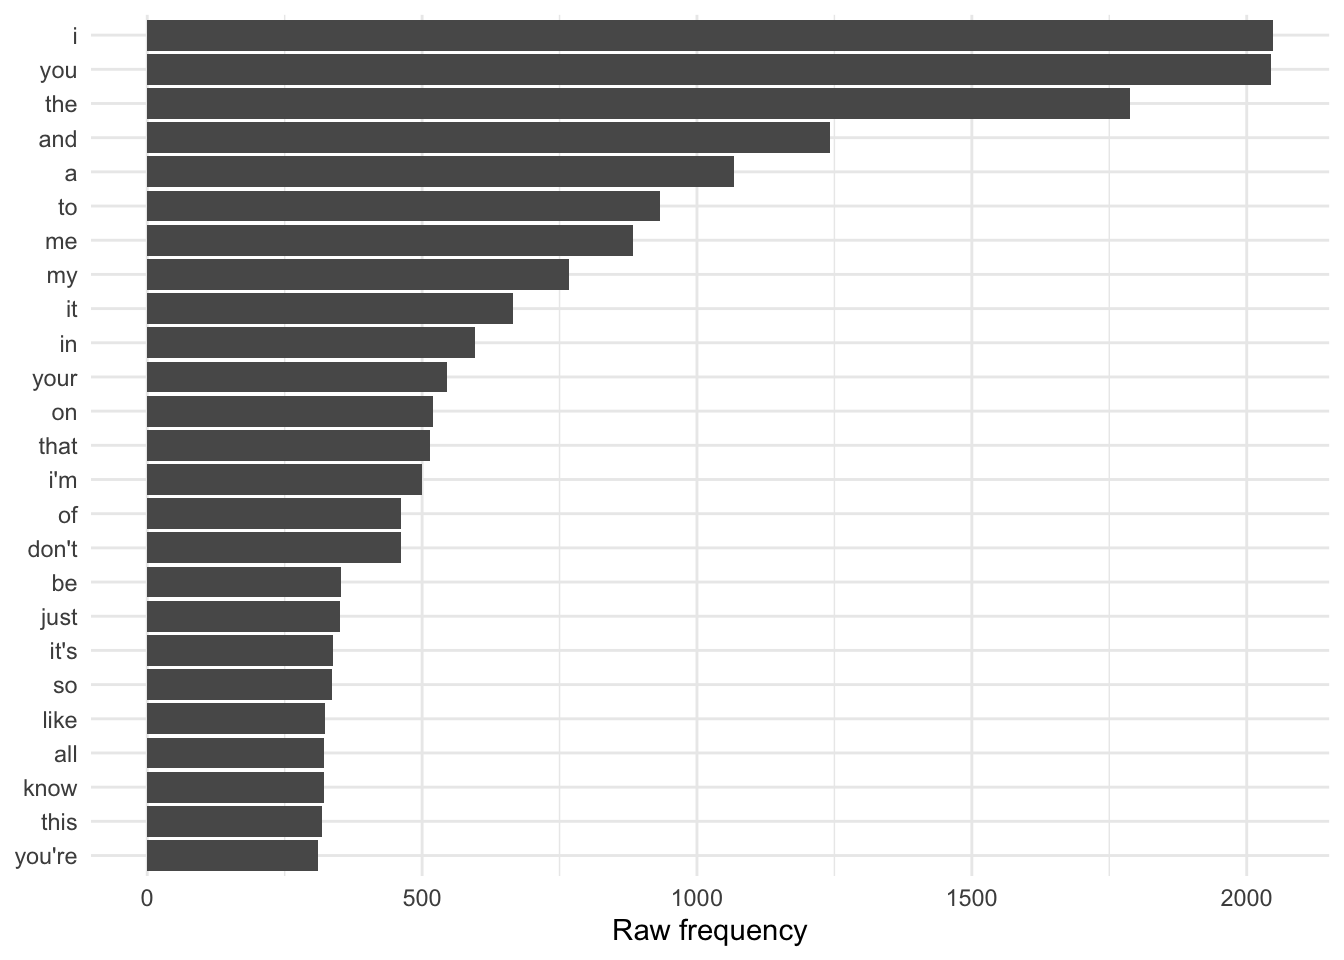 i
you
the
and
a
to
me
my
it
in
your
on
that
i'm
of
don't
be
just
it's
so
like
all
know
this
you're
0 500 1000 1500 2000
Raw frequency